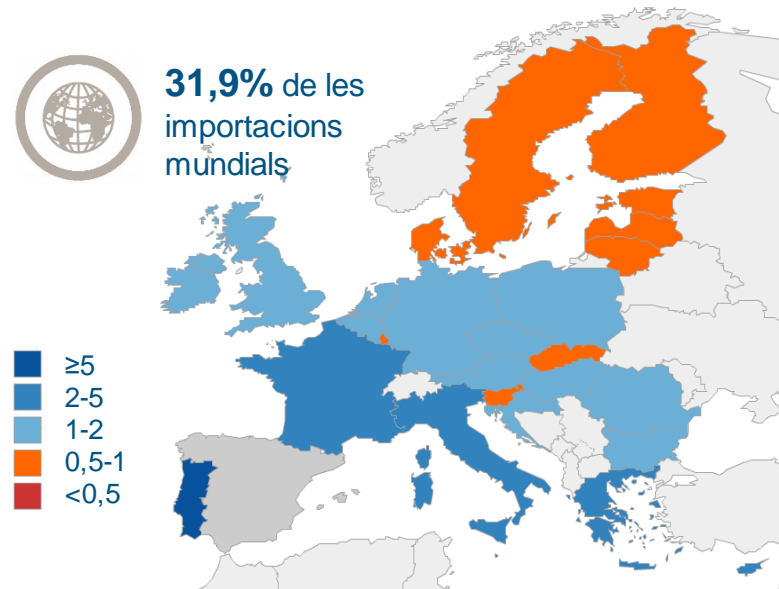 31,9% de les
importacions
mundials
≥5
2-5
1-2
0,5-1
<0,5